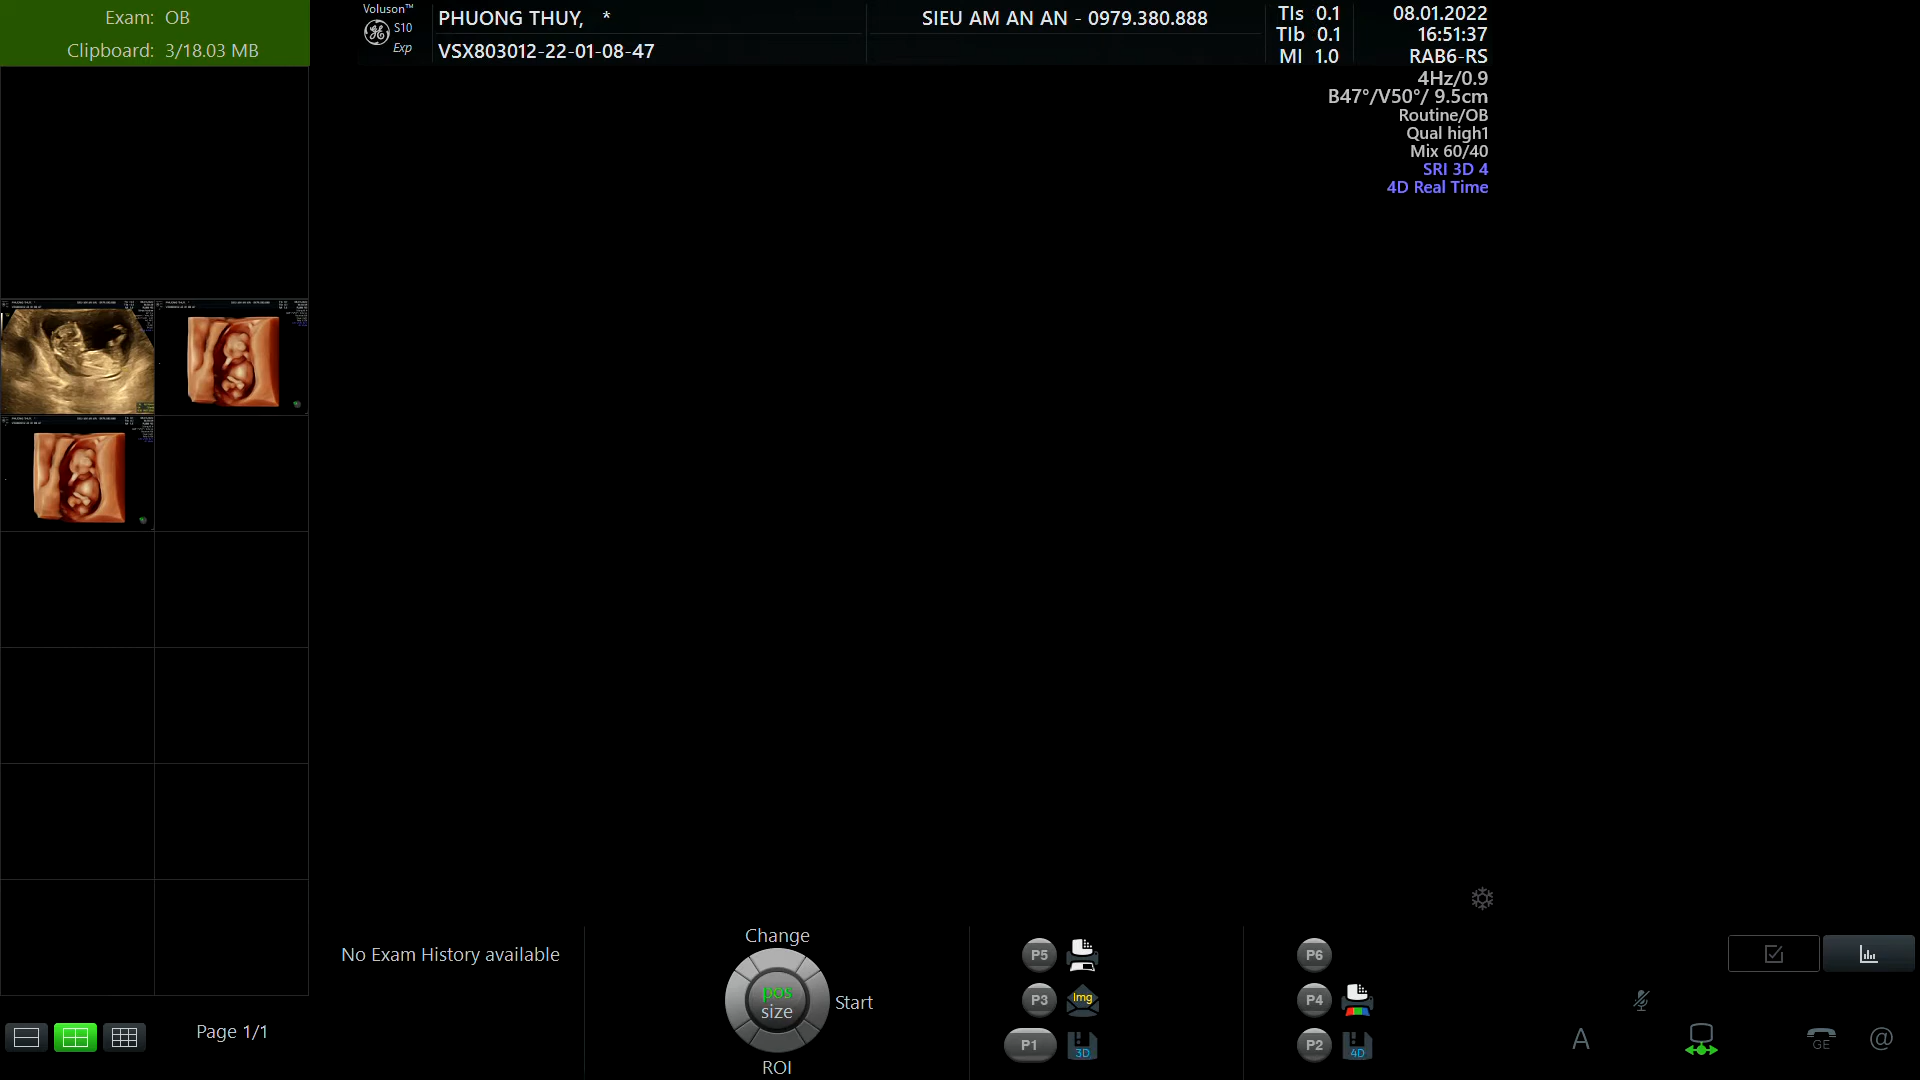 Exam: OB
Clipboard: 3/18.03 MB
Voluson™
S10
Exp
PHUONG THUY, *
VSX803012-22-01-08-47
SIEU AM AN AN - 0979.380.888
TIs 0.1
TIb 0.1
MI 1.0
08.01.2022
16:51:37
RAB6-RS
4Hz/0.9
B47°/V50°/ 9.5cm
Routine/OB
Qual high1
Mix 60/40
SRI 3D 4
4D Real Time
Page 1/1
No Exam History available
Change
pos
size
Start
ROI
P5
P3
Img
P1
3D
P6
P4
P2
4D
A
GE
@